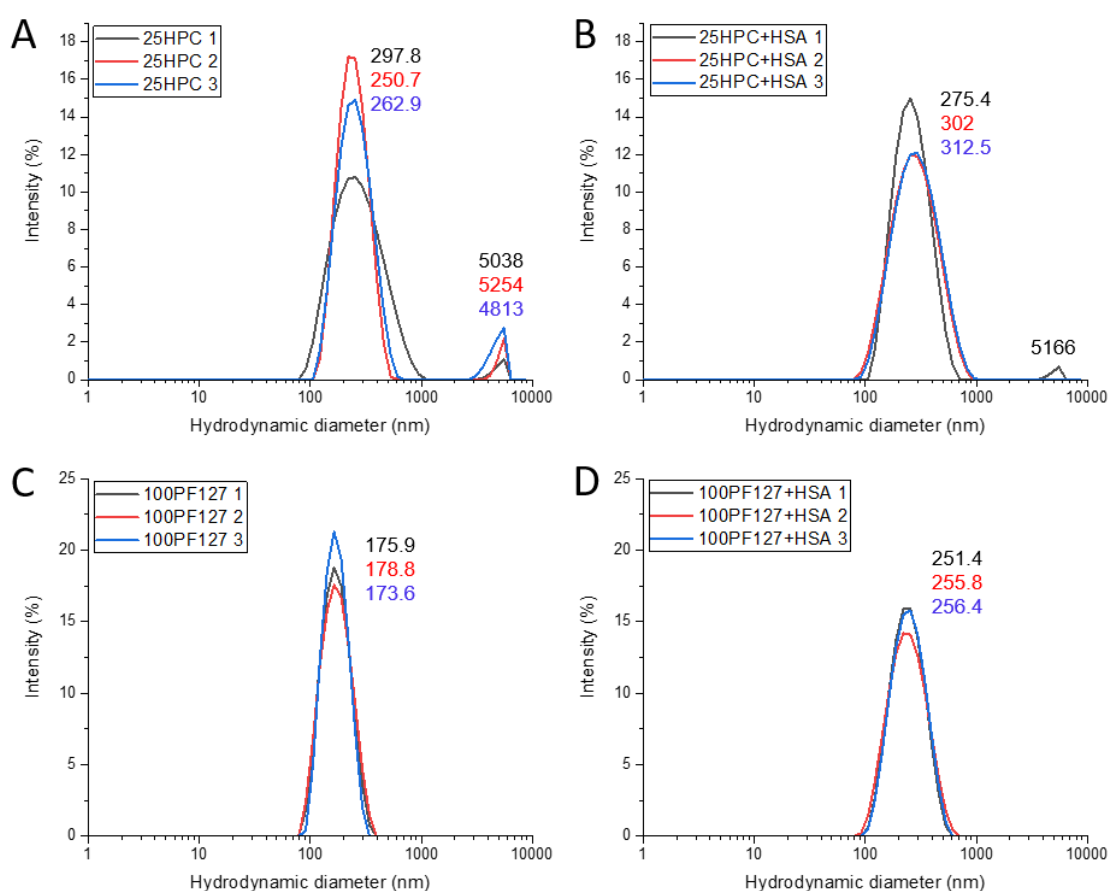 A
25HPC 1
25HPC 2
25HPC 3
297.8
250.7
262.9
5038
5254
4813
18
16
14
12
10
8
6
4
2
0
Intensity (%)
1
10
100
1000
10000
Hydrodynamic diameter (nm)
B
25HPC+HSA 1
25HPC+HSA 2
25HPC+HSA 3
275.4
302
312.5
5166
18
16
14
12
10
8
6
4
2
0
Intensity (%)
1
10
100
1000
10000
Hydrodynamic diameter (nm)
C
100PF127 1
100PF127 2
100PF127 3
175.9
178.8
173.6
25
20
15
10
5
0
Intensity (%)
1
10
100
1000
10000
Hydrodynamic diameter (nm)
D
100PF127+HSA 1
100PF127+HSA 2
100PF127+HSA 3
251.4
255.8
256.4
25
20
15
10
5
0
Intensity (%)
1
10
100
1000
10000
Hydrodynamic diameter (nm)